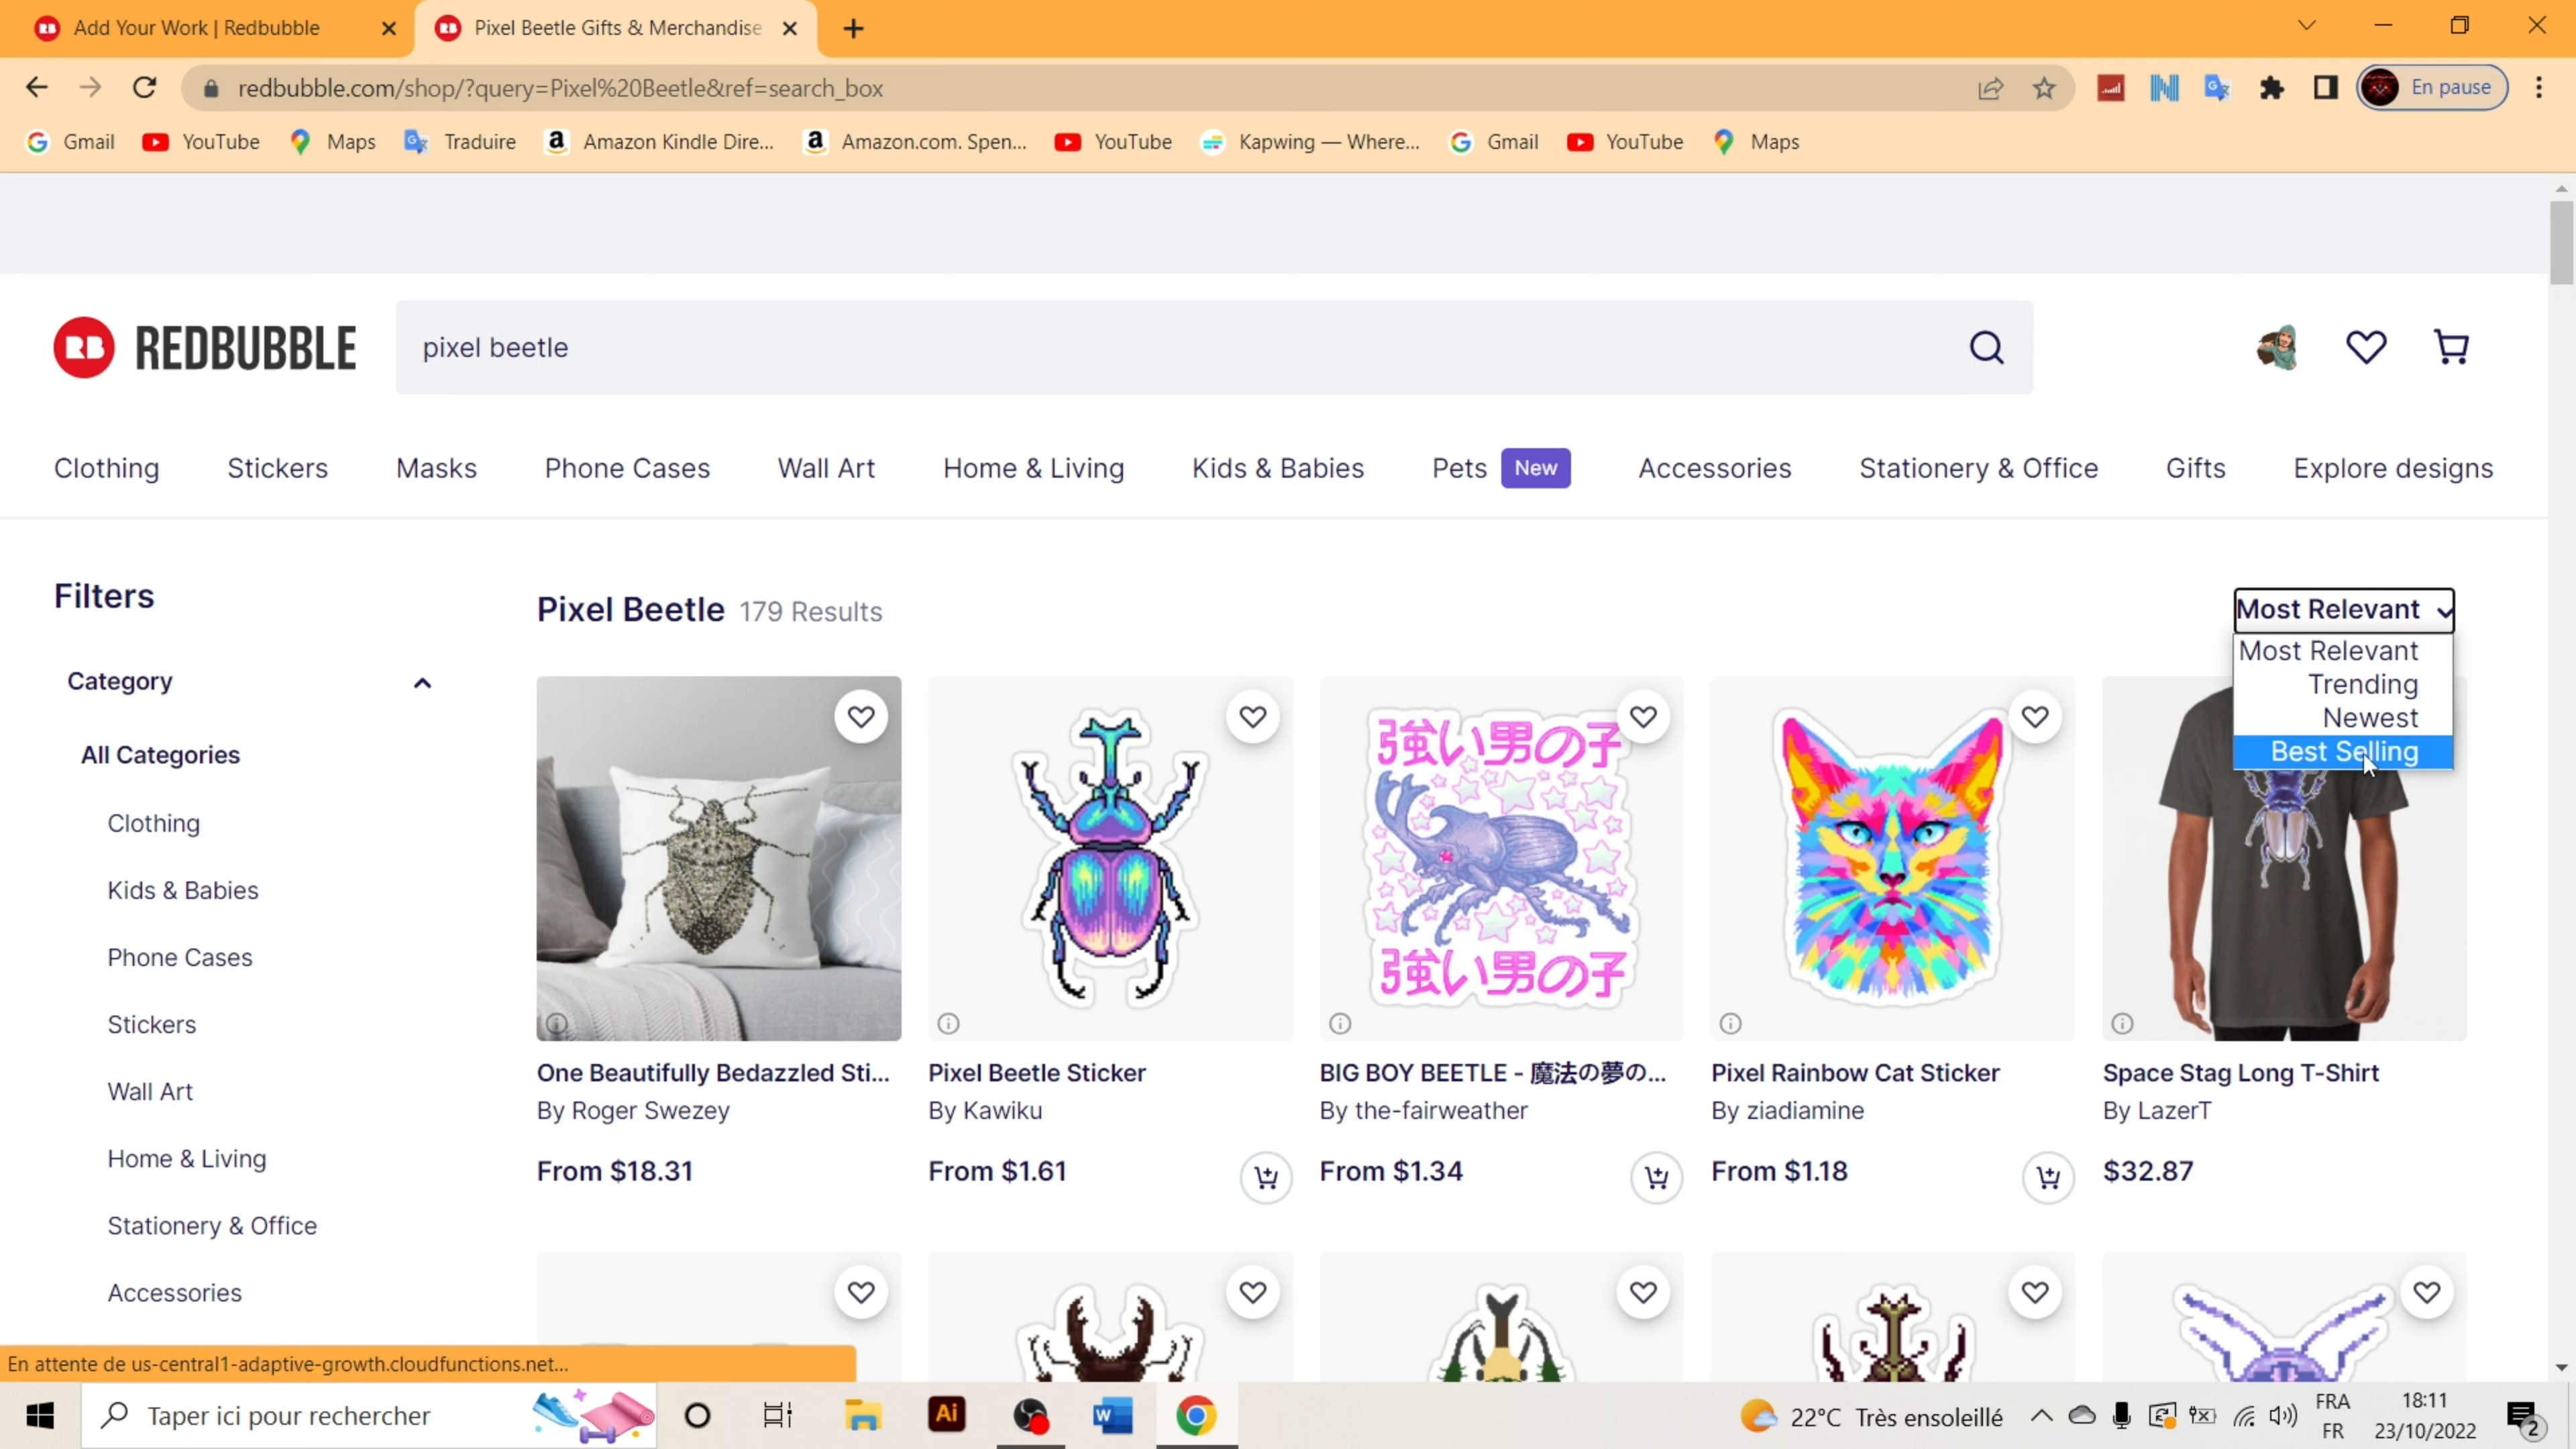 Add Your Work | Redbubble
Pixel Beetle Gifts & Merchandise
redbubble.com/shop/?query=Pixel%20Beetle&ref=search_box
En pause
Gmail YouTube Maps Traduire Amazon Kindle Dire... Amazon.com. Spen... YouTube Kapwing — Where... Gmail YouTube Maps
RB REDBUBBLE
pixel beetle
Clothing Stickers Masks Phone Cases Wall Art Home & Living Kids & Babies Pets New Accessories Stationery & Office Gifts Explore designs
Filters
Pixel Beetle 179 Results
Most Relevant
Most Relevant
Trending
Newest
Best Selling
Category
All Categories
Clothing
Kids & Babies
Phone Cases
Stickers
Wall Art
Home & Living
Stationery & Office
Accessories
強い男の子
強い男の子
One Beautifully Bedazzled Sti...
By Roger Swezey
From $18.31
Pixel Beetle Sticker
By Kawiku
From $1.61
BIG BOY BEETLE - 魔法の夢の...
By the-fairweather
From $1.34
Pixel Rainbow Cat Sticker
By ziadiamine
From $1.18
Space Stag Long T-Shirt
By LazerT
$32.87
En attente de us-central1-adaptive-growth.cloudfunctions.net...
Taper ici pour rechercher
Ai
W
22°C Très ensoleillé
FRA
FR
18:11
23/10/2022
2